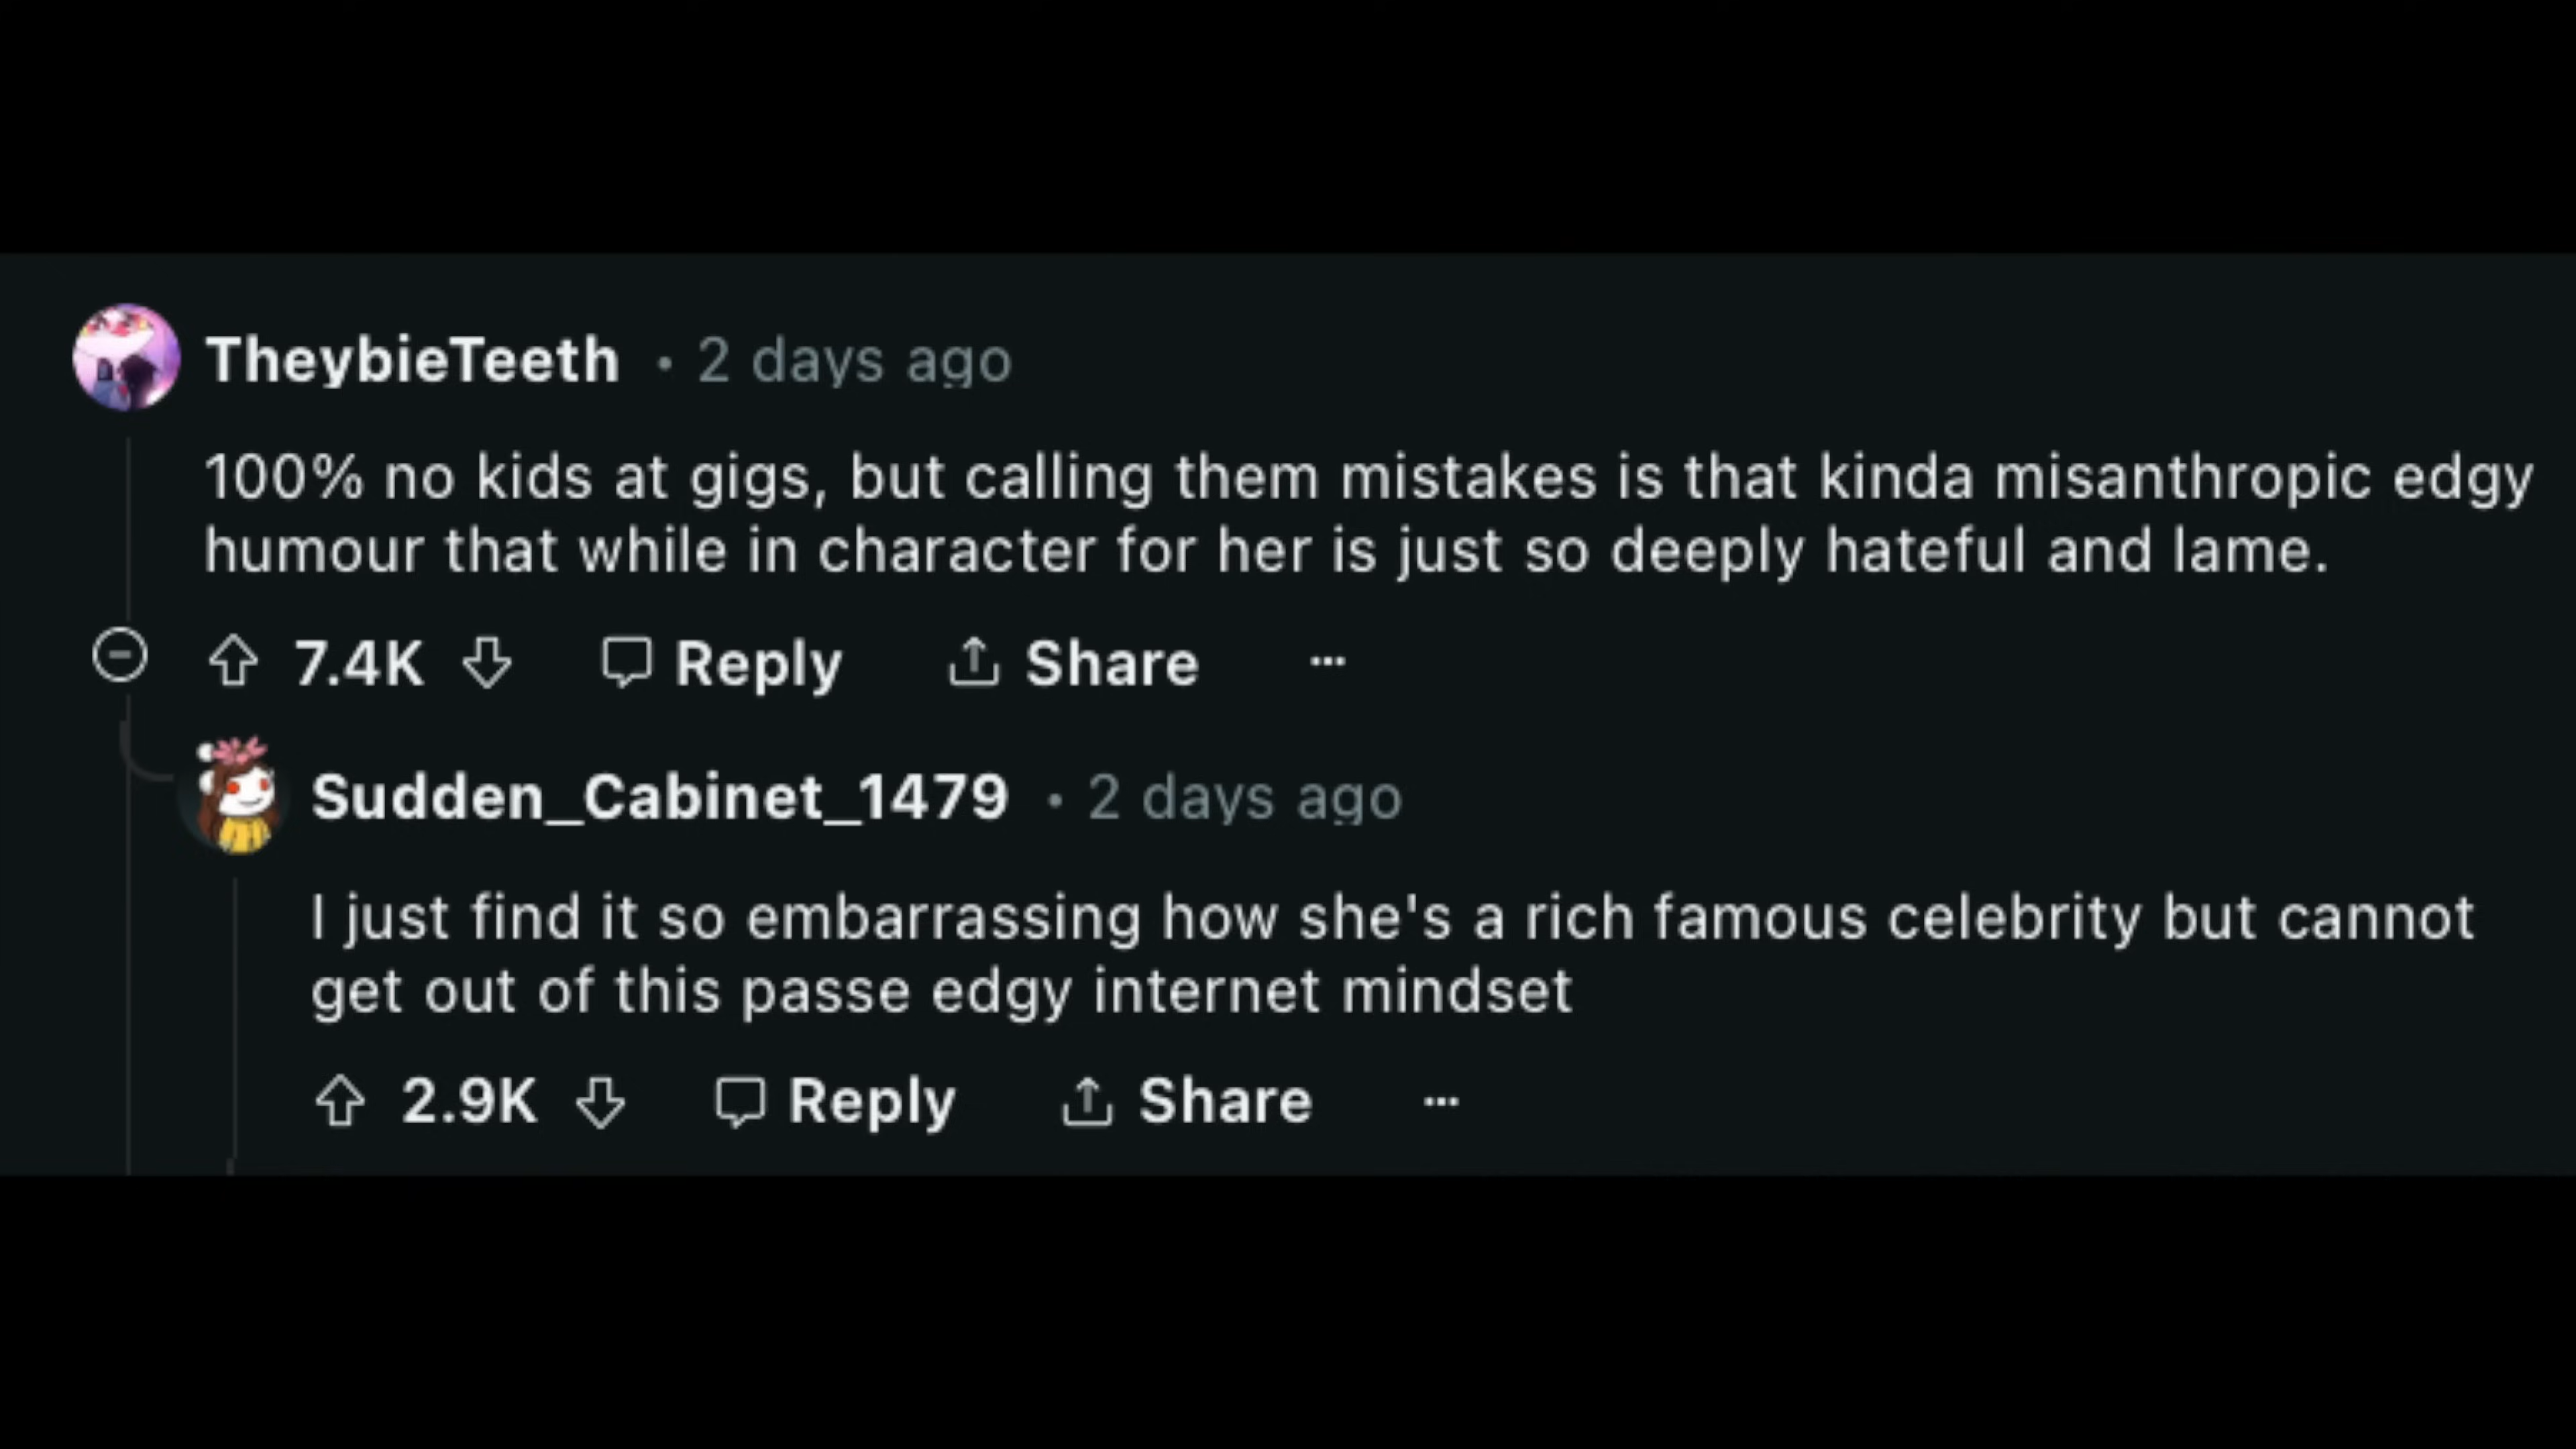 TheybieTeeth • 2 days ago
100% no kids at gigs, but calling them mistakes is that kinda misanthropic edgy
humour that while in character for her is just so deeply hateful and lame.
7.4K Reply Share ...
Sudden_Cabinet_1479 • 2 days ago
I just find it so embarrassing how she's a rich famous celebrity but cannot
get out of this passe edgy internet mindset
2.9K Reply Share ...